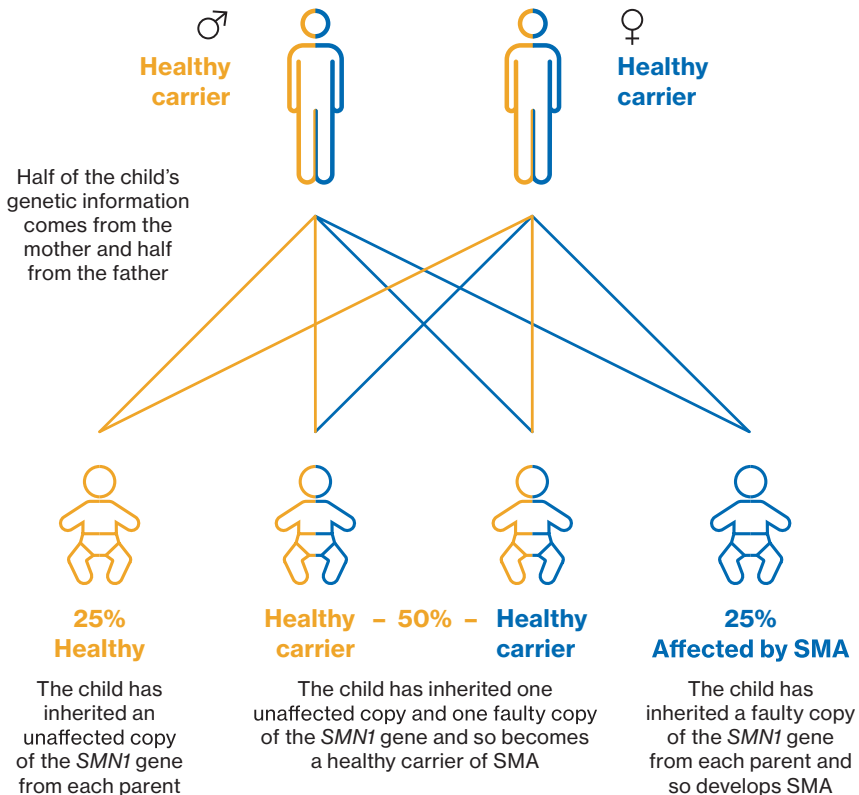 ♂
Healthy
carrier
♀
Healthy
carrier
Half of the child’s
genetic information
comes from the
mother and half
from the father
25%
Healthy
Healthy – 50% – Healthy
carrier carrier
25%
Affected by SMA
The child has
inherited an
unaffected copy
of the SMN1 gene
from each parent
The child has inherited one
unaffected copy and one faulty copy
of the SMN1 gene and so becomes
a healthy carrier of SMA
The child has
inherited a faulty copy
of the SMN1 gene
from each parent and
so develops SMA